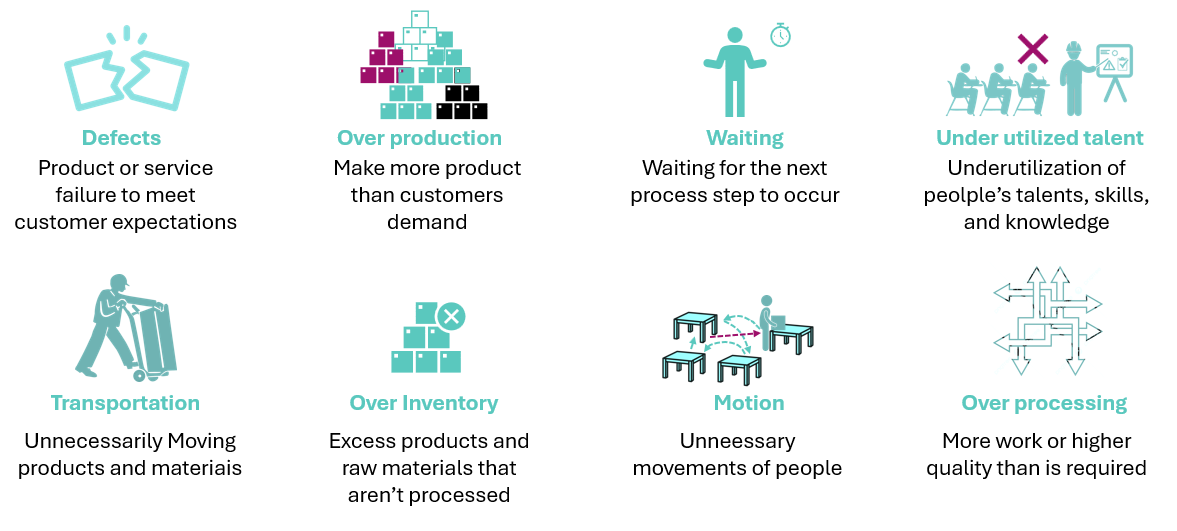 Defects
Product or service
failure to meet
customer expectations
Over production
Make more product
than customers
demand
Waiting
Waiting for the next
process step to occur
Under utilized talent
Underutilization of
peolple’s talents, skills,
and knowledge
Transportation
Unnecessarily Moving
products and materiais
Over Inventory
Excess products and
raw materials that
aren’t processed
Motion
Unneessary
movements of people
Over processing
More work or higher
quality than is required